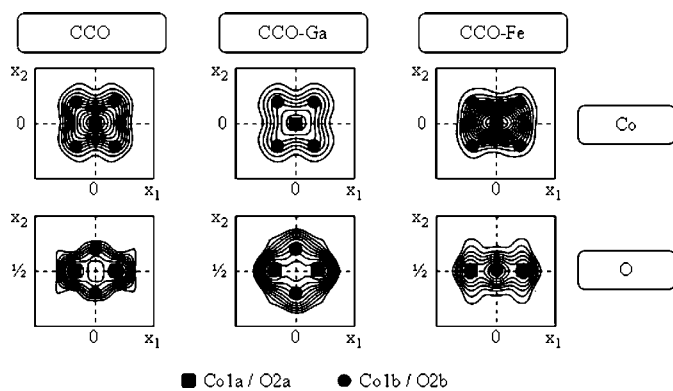 CCO CCO-Ga CCO-Fe
x2 x2 x2
0 0 0 Co
0 x1 0 x1 0 x1
x2 x2 x2
½ ½ ½ O
0 x1 0 x1 0 x1
■ Co1a / O2a ● Co1b / O2b